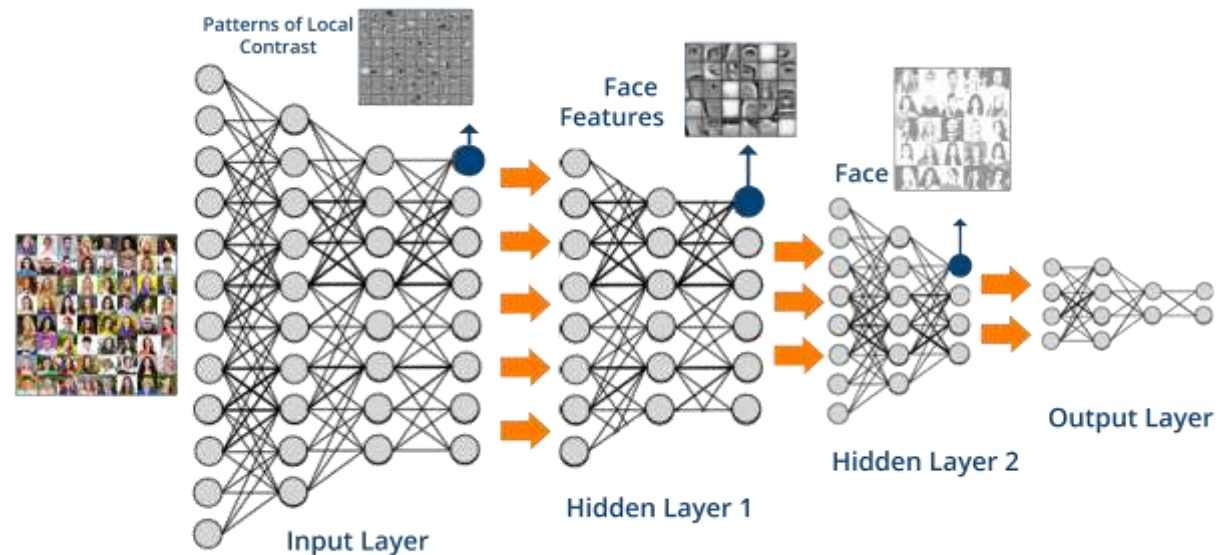 Patterns of Local
Contrast
Face
Features
Face
Input Layer
Hidden Layer 1
Hidden Layer 2
Output Layer